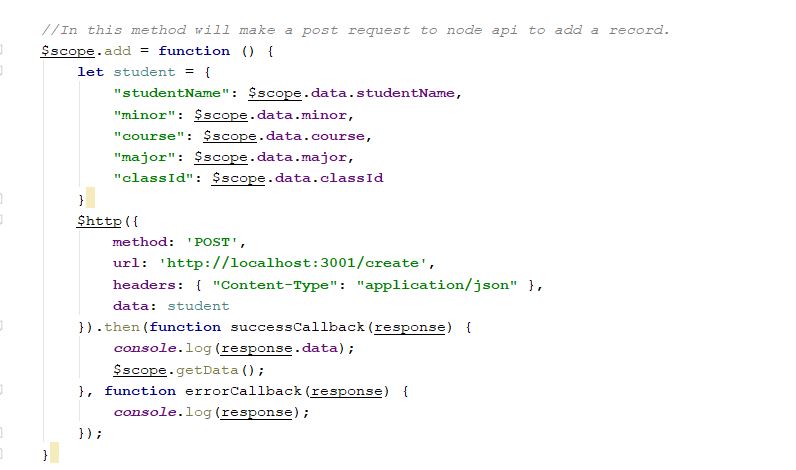 //In this method will make a post request to node api to add a record.
$scope.add = function () {
let student = {
"studentName": $scope.data.studentName,
"minor": $scope.data.minor,
"course": $scope.data.course,
"major": $scope.data.major,
"classId": $scope.data.classId
}
$http({
method: 'POST',
url: 'http://localhost:3001/create',
headers: { "Content-Type": "application/json" },
data: student
}).then(function successCallback(response) {
console.log(response.data);
$scope.getData();
}, function errorCallback(response) {
console.log(response);
});
}